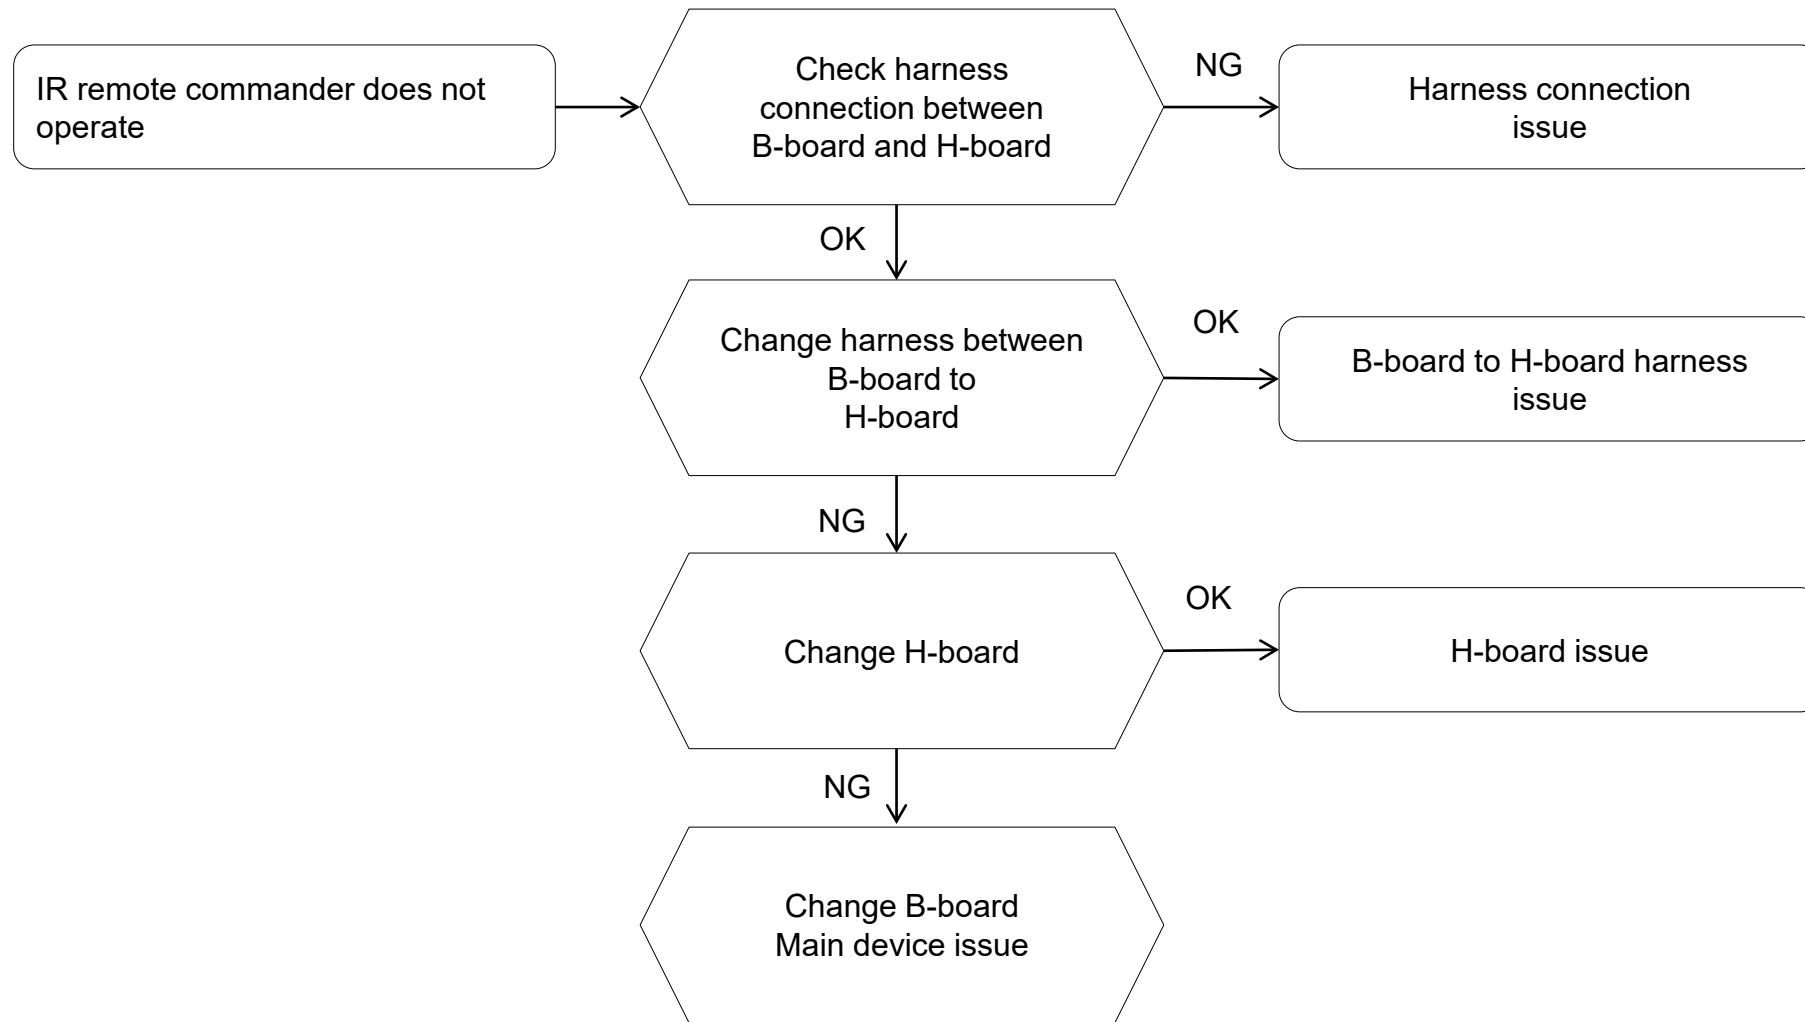 IR remote commander does not
operate
Check harness
connection between
B-board and H-board
NG
Harness connection
issue
OK
Change harness between
B-board to
H-board
OK
B-board to H-board harness
issue
NG
Change H-board
OK
H-board issue
NG
Change B-board
Main device issue